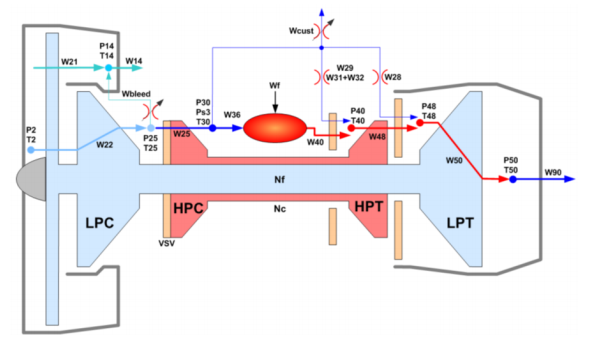 Wcust
W21
P14
T14
W14
W29
W31+W32
W28
Wbleed
Wf
P30
Ps3
T30
W36
P40
T40
P48
T48
P2
T2
W22
P25
T25
W25
W40
W48
W50
P50
T50
W90
Nf
LPC
HPC
Nc
HPT
LPT
VSV